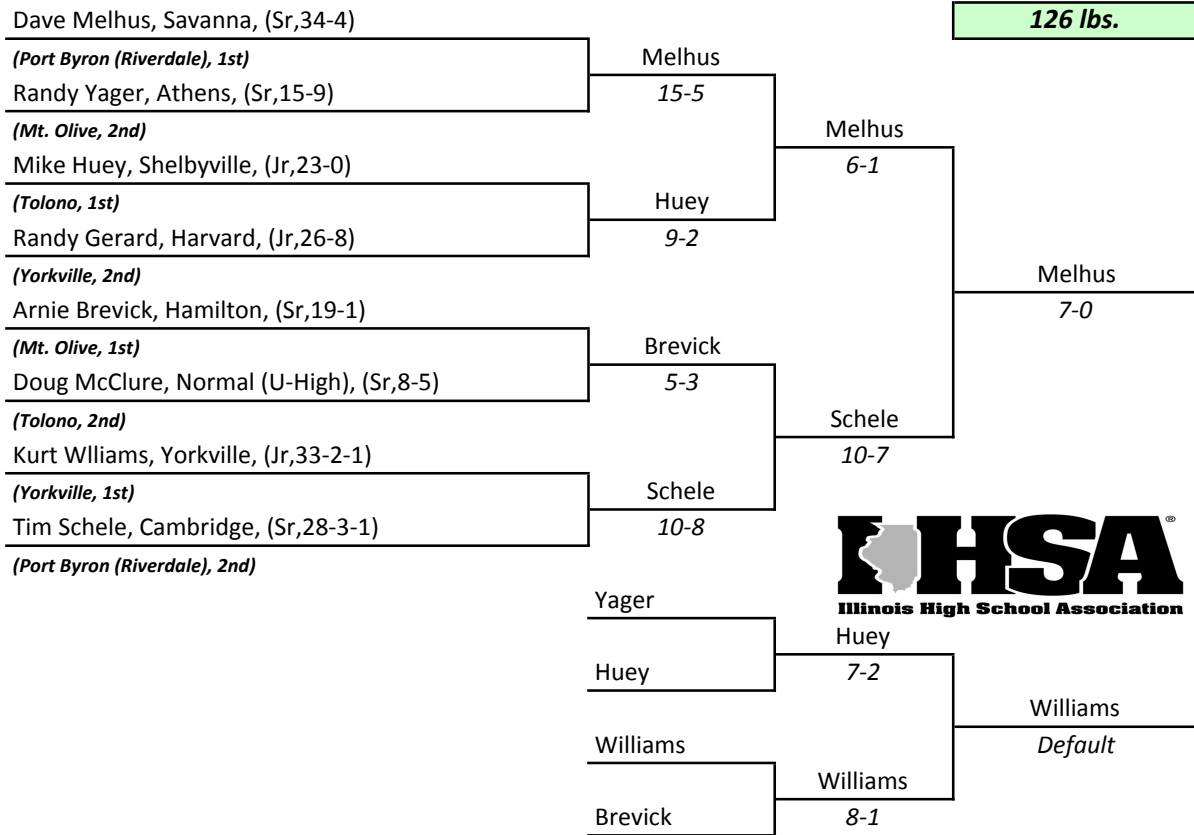 Dave Melhus, Savanna, (Sr,34-4)
126 lbs.
(Port Byron (Riverdale), 1st)
Melhus
Randy Yager, Athens, (Sr,15-9)
15-5
(Mt. Olive, 2nd)
Melhus
Mike Huey, Shelbyville, (Jr,23-0)
6-1
(Tolono, 1st)
Huey
Randy Gerard, Harvard, (Jr,26-8)
9-2
(Yorkville, 2nd)
Melhus
Arnie Brevick, Hamilton, (Sr,19-1)
7-0
(Mt. Olive, 1st)
Brevick
Doug McClure, Normal (U-High), (Sr,8-5)
5-3
(Tolono, 2nd)
Schele
Kurt Wlliams, Yorkville, (Jr,33-2-1)
10-7
(Yorkville, 1st)
Schele
Tim Schele, Cambridge, (Sr,28-3-1)
10-8
(Port Byron (Riverdale), 2nd)
IHSA®
Illinois High School Association
Yager
Huey
Huey
7-2
Williams
Williams
Default
Williams
Brevick
8-1